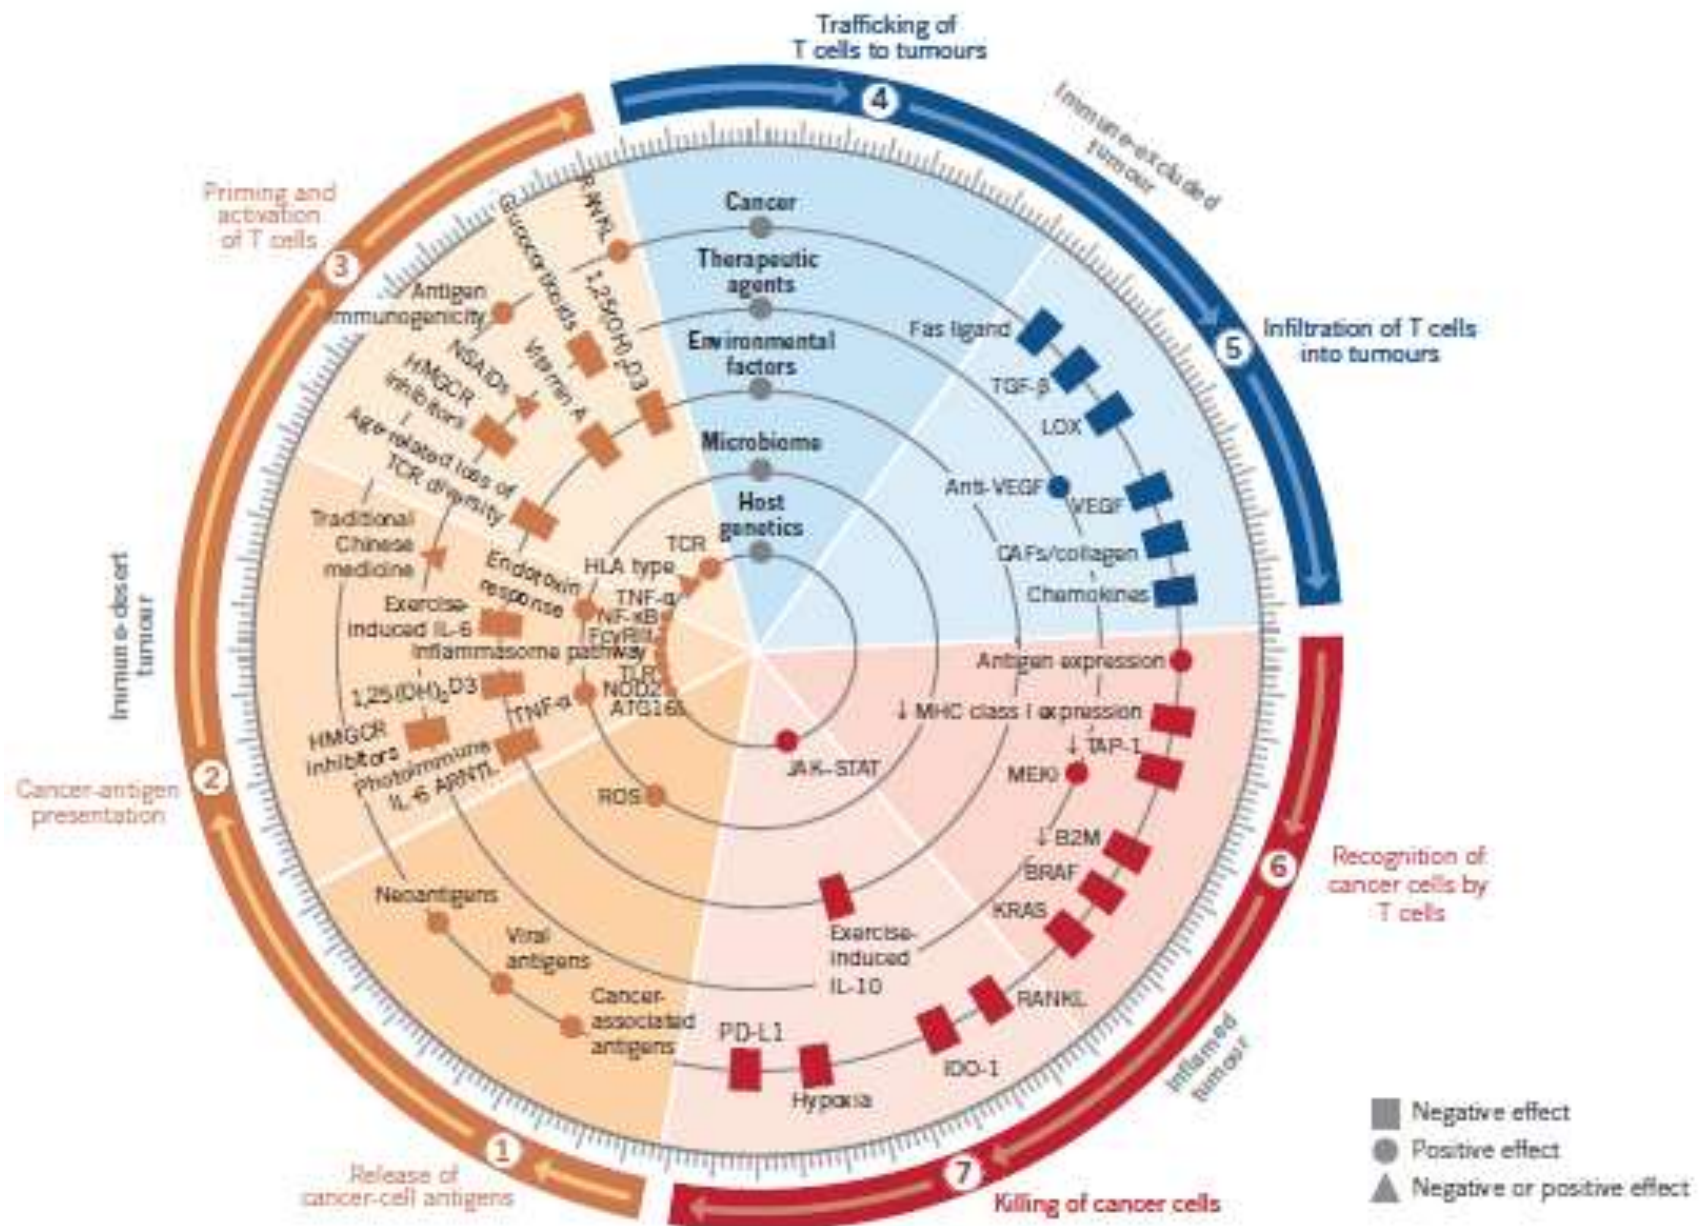 Trafficking of
T cells to tumours
4
Immune-excluded
tumour
5
Infiltration of T cells
into tumours
Priming and
activation
of T cells
3
Cancer
Therapeutic
agents
Environmental
factors
Microbiome
Host
genetics
RANKL
Glucocorticoids
1,25(OH)2D3
Antigen
immunogenicity
NSAIDs
Vitamin A
HMGCR
inhibitors
Age-related loss of
TCR diversity
Traditional
Chinese
medicine
Endotoxin
response
TCR
HLA type
TNF-α
NF-κB
FcγRIII
Inflammasome pathway
TLR
NOD2
ATG16L
Exercise-
induced IL-6
1,25(OH)2D3
TNF-α
HMGCR
inhibitors
Photoimmune
IL-6 ARNTL
Immune-desert
tumour
2
Cancer-antigen
presentation
Fas ligand
TGF-β
LOX
Anti-VEGF
VEGF
CAFs/collagen
Chemokines
Antigen expression
↓ MHC class I expression
↓ TAP-1
MEKi
↓ B2M
BRAF
KRAS
JAK–STAT
ROS
Neoantigens
Viral
antigens
Cancer-
associated
antigens
Exercise-
induced
IL-10
RANKL
IDO-1
PD-L1
Hypoxia
6
Recognition of
cancer cells by
T cells
Inflamed
tumour
7
Killing of cancer cells
1
Release of
cancer-cell antigens
Negative effect
Positive effect
Negative or positive effect